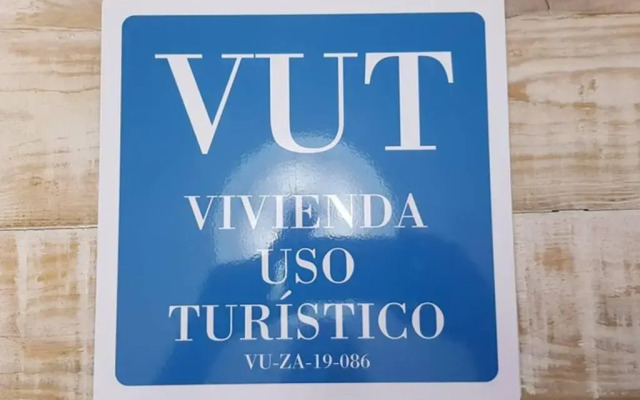 VUT
VIVIENDA
USO
TURÍSTICO
VU-ZA-19-086